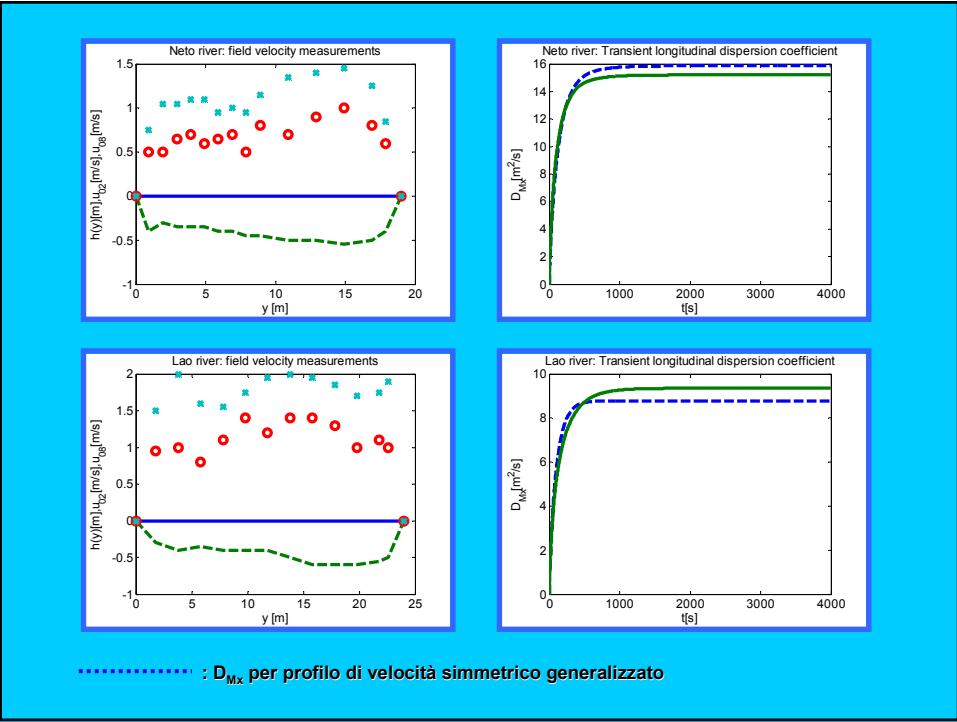 Neto river: field velocity measurements
h(y)[m],u02[m/s],u08[m/s]
1.5
1
0.5
0
-0.5
-1
0 5 10 15 20
y [m]
Neto river: Transient longitudinal dispersion coefficient
DMx[m²/s]
16
14
12
10
8
6
4
2
0
0 1000 2000 3000 4000
t[s]
Lao river: field velocity measurements
h(y)[m],u02[m/s],u08[m/s]
2
1.5
1
0.5
0
-0.5
-1
0 5 10 15 20 25
y [m]
Lao river: Transient longitudinal dispersion coefficient
DMx[m²/s]
10
8
6
4
2
0
0 1000 2000 3000 4000
t[s]
: DMx per profilo di velocità simmetrico generalizzato